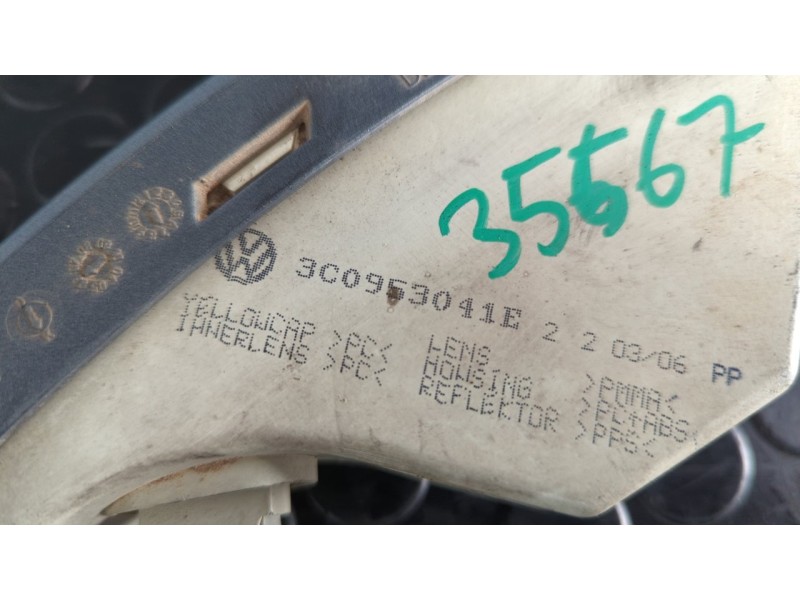 35567
3C0953041E 2 2 03/06 PP
YELLOWCAP >PC< LENS >PMMA<
INNERLENS >PC< HOUSING >PC+ABS<
REFLEKTOR >PPS<